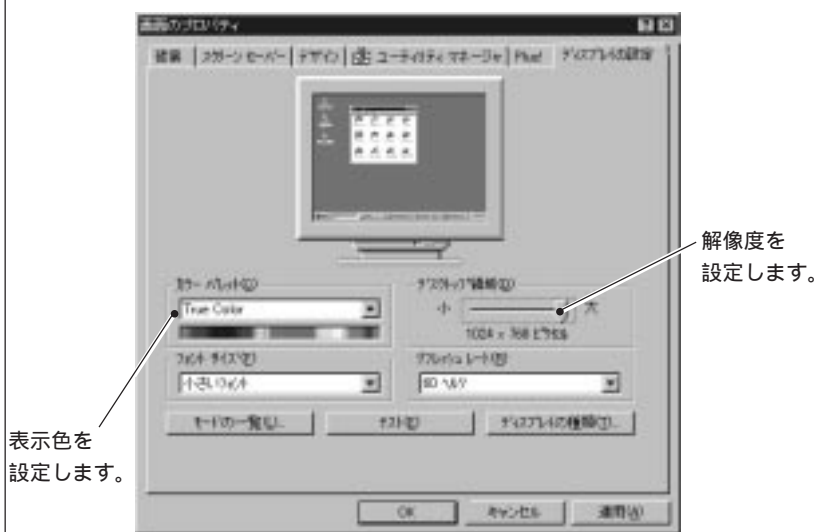 画面のプロパティ
背景 スクリーン セーバー デザイン ユーティリティ マネージャ Plus! ディスプレイの設定
解像度を
設定します。
カラー パレット(C)
True Color
デスクトップ領域(D)
小 大
1024 x 768 ピクセル
フォント サイズ(F)
小さいフォント
リフレッシュ レート(R)
60 ヘルツ
モードの一覧(L)... テスト(E) ディスプレイの種類(T)...
表示色を
設定します。
OK キャンセル 適用(A)